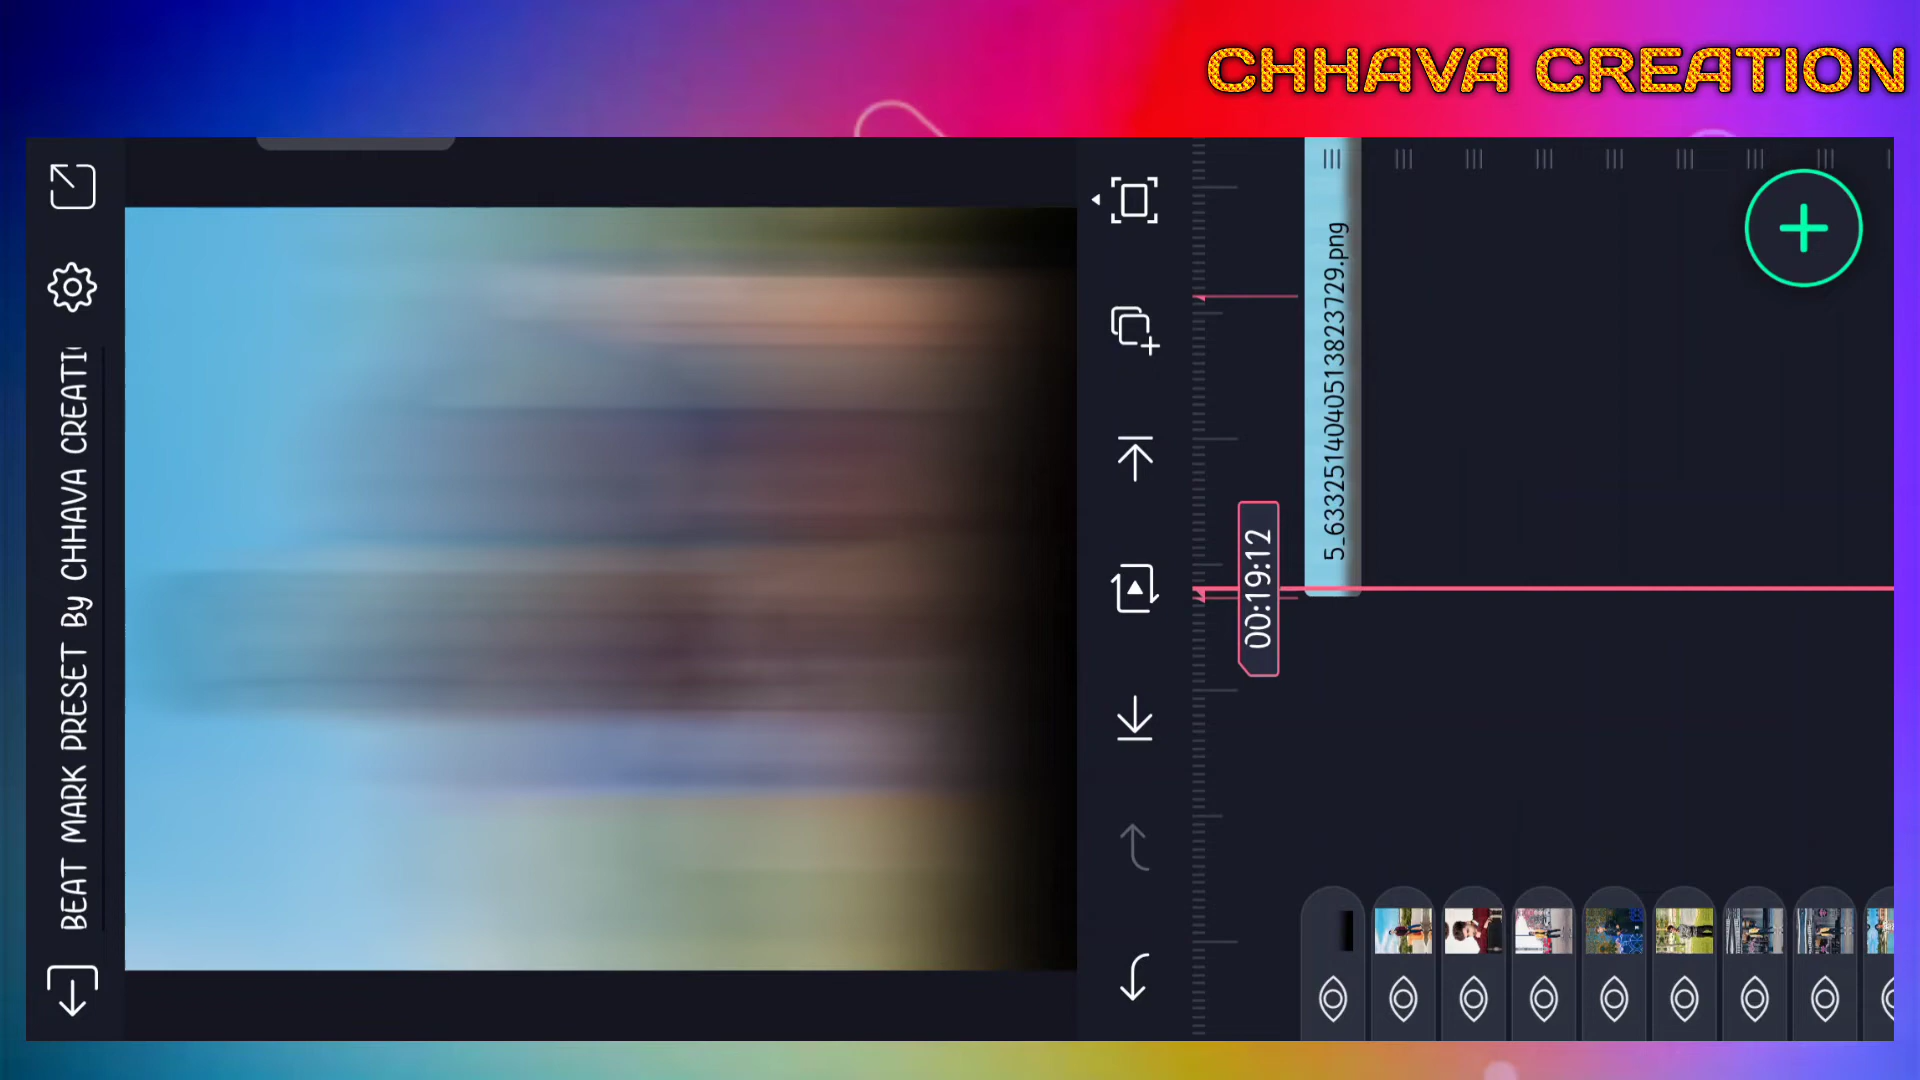 CHHAVA CREATION
BEAT MARK PRESET By CHHAVA CREATI
00:19:12
5_6332514040513823729.png